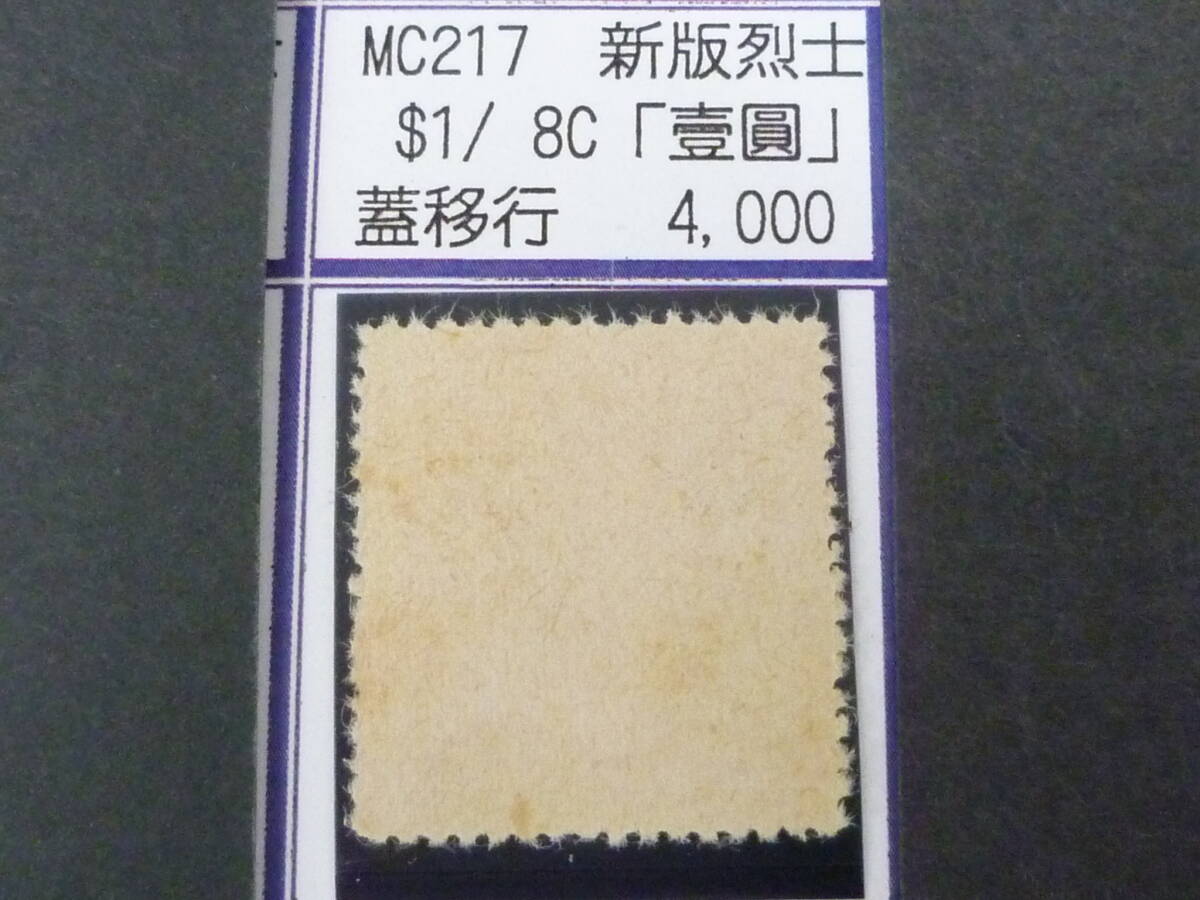 MC217 新版烈士
$1/ 8C「壹圓」
蓋移行 4,000